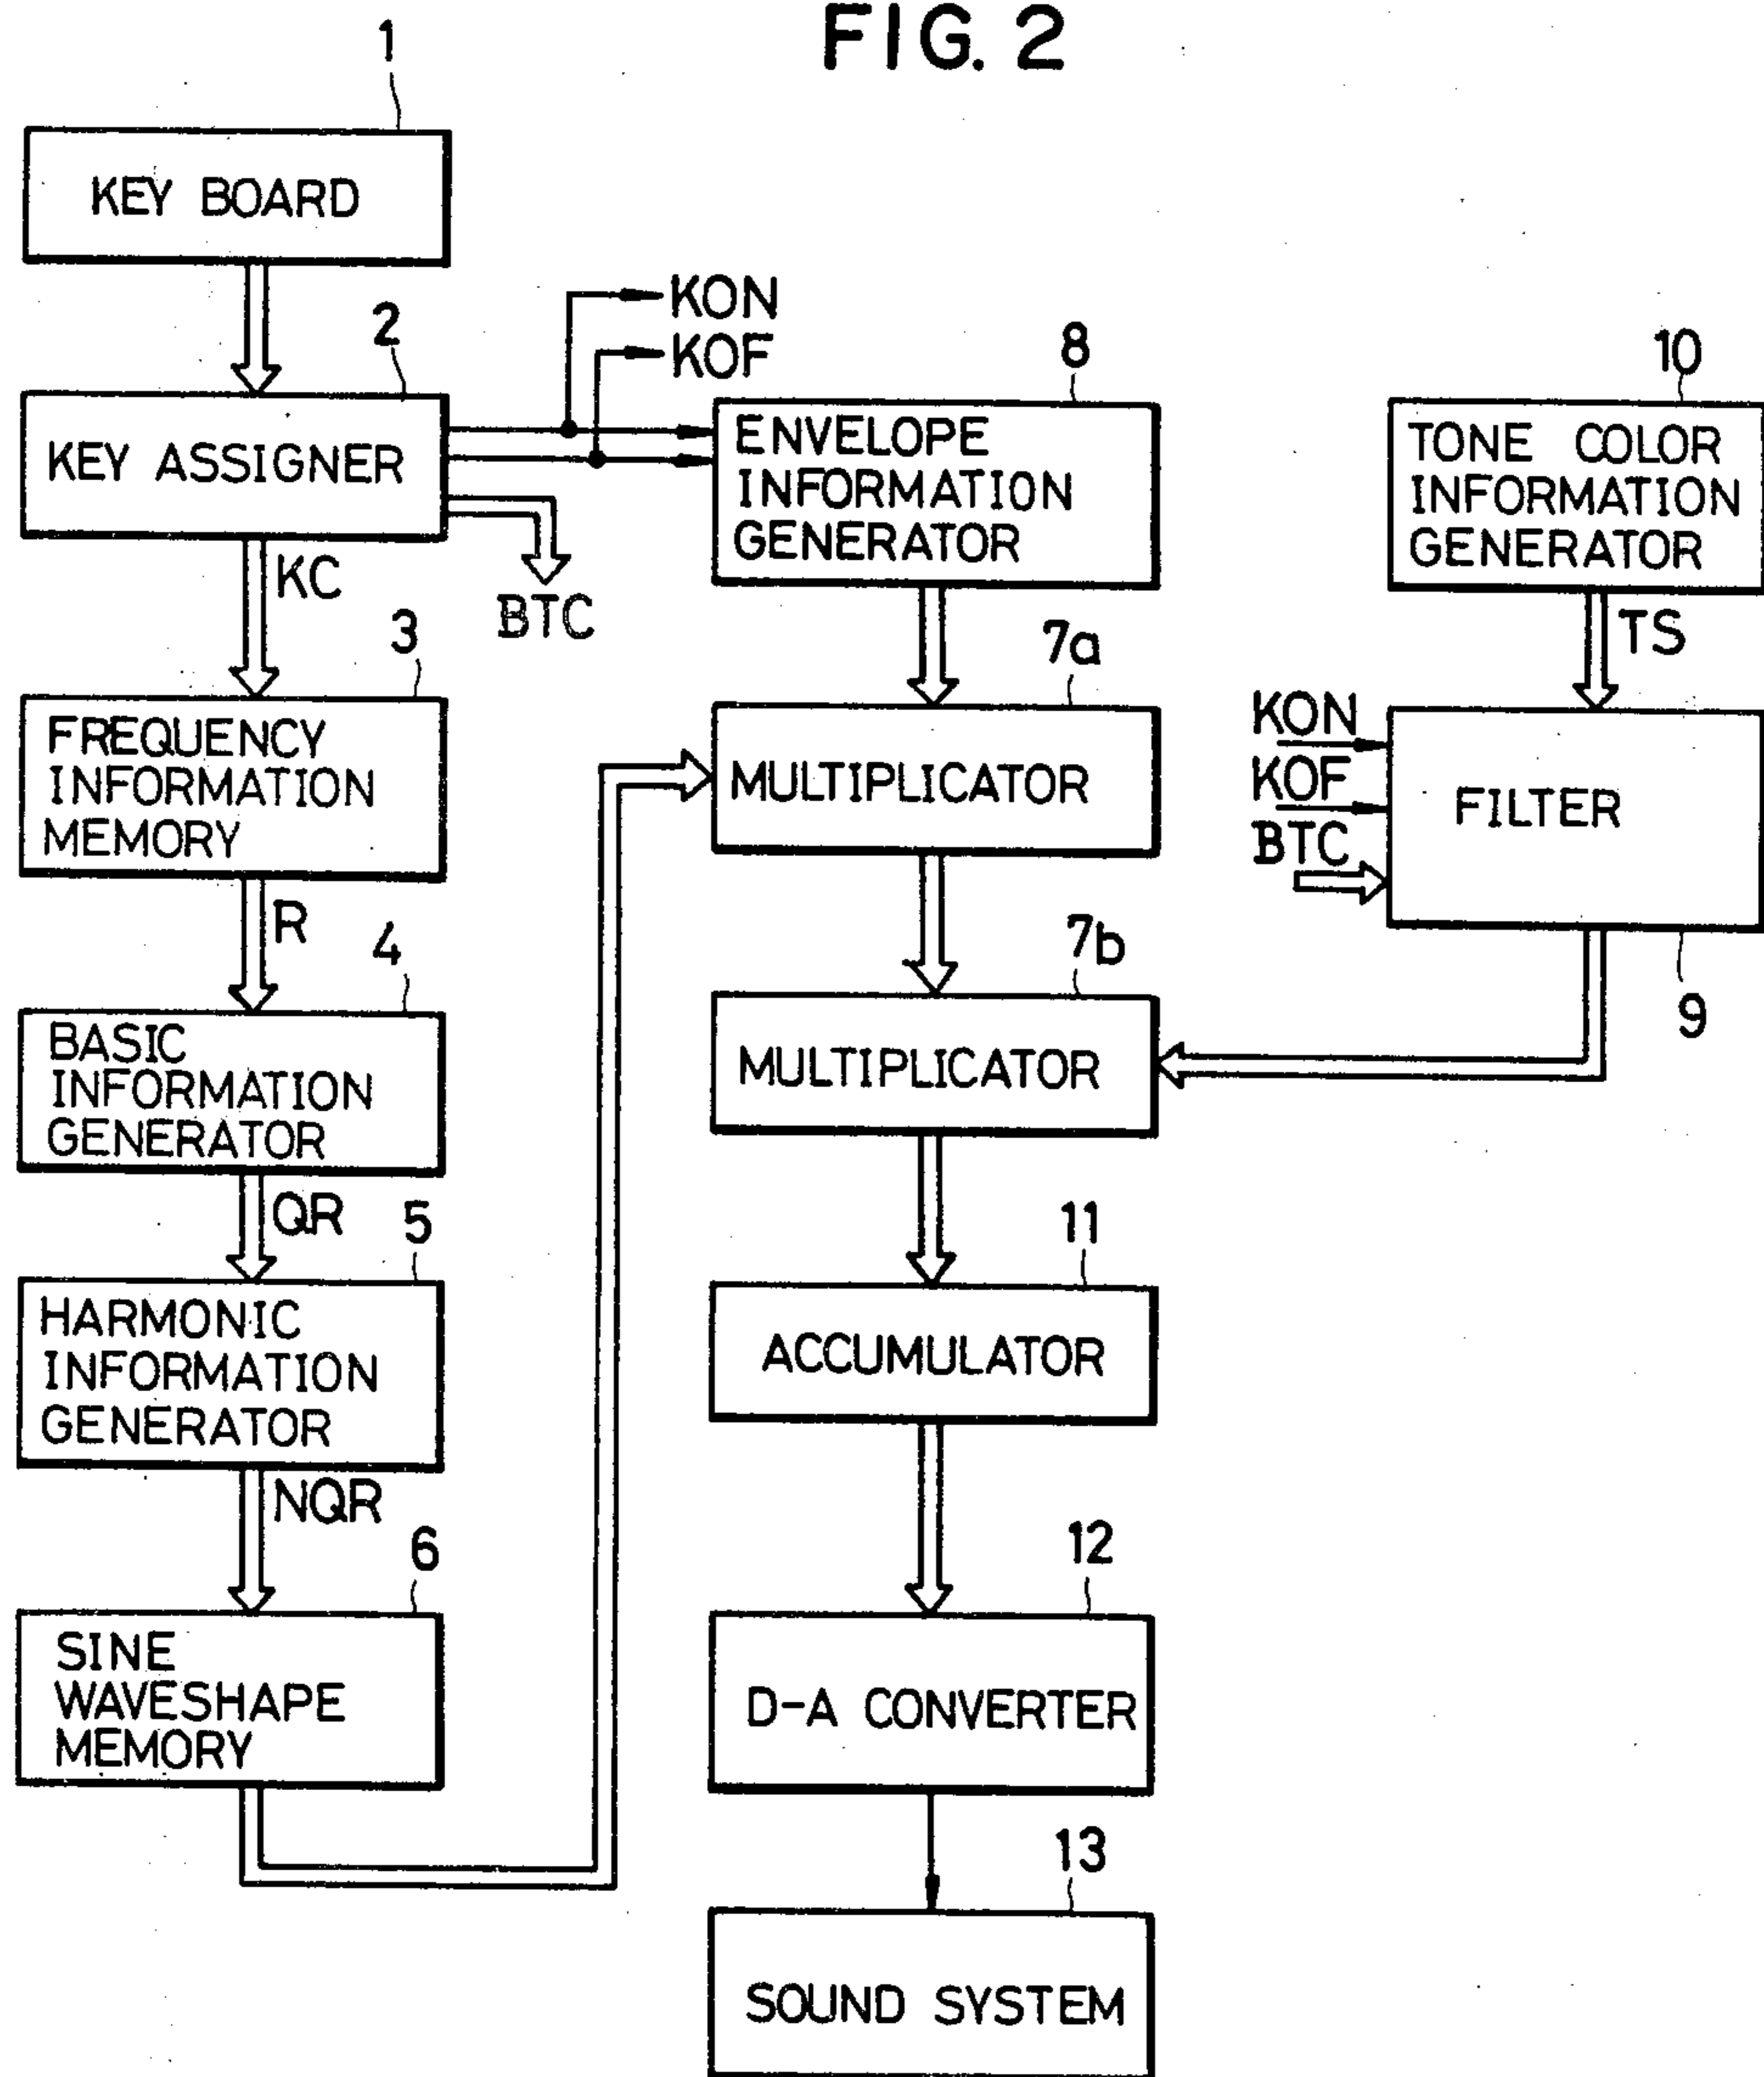 FIG. 2
1
KEY BOARD
2
KEY ASSIGNER
KON
KOF
BTC
KC
3
FREQUENCY
INFORMATION
MEMORY
R
4
BASIC
INFORMATION
GENERATOR
QR
5
HARMONIC
INFORMATION
GENERATOR
NQR
6
SINE
WAVESHAPE
MEMORY
8
ENVELOPE
INFORMATION
GENERATOR
7a
MULTIPLICATOR
7b
MULTIPLICATOR
11
ACCUMULATOR
12
D-A CONVERTER
13
SOUND SYSTEM
10
TONE COLOR
INFORMATION
GENERATOR
TS
KON
KOF
BTC
FILTER
9